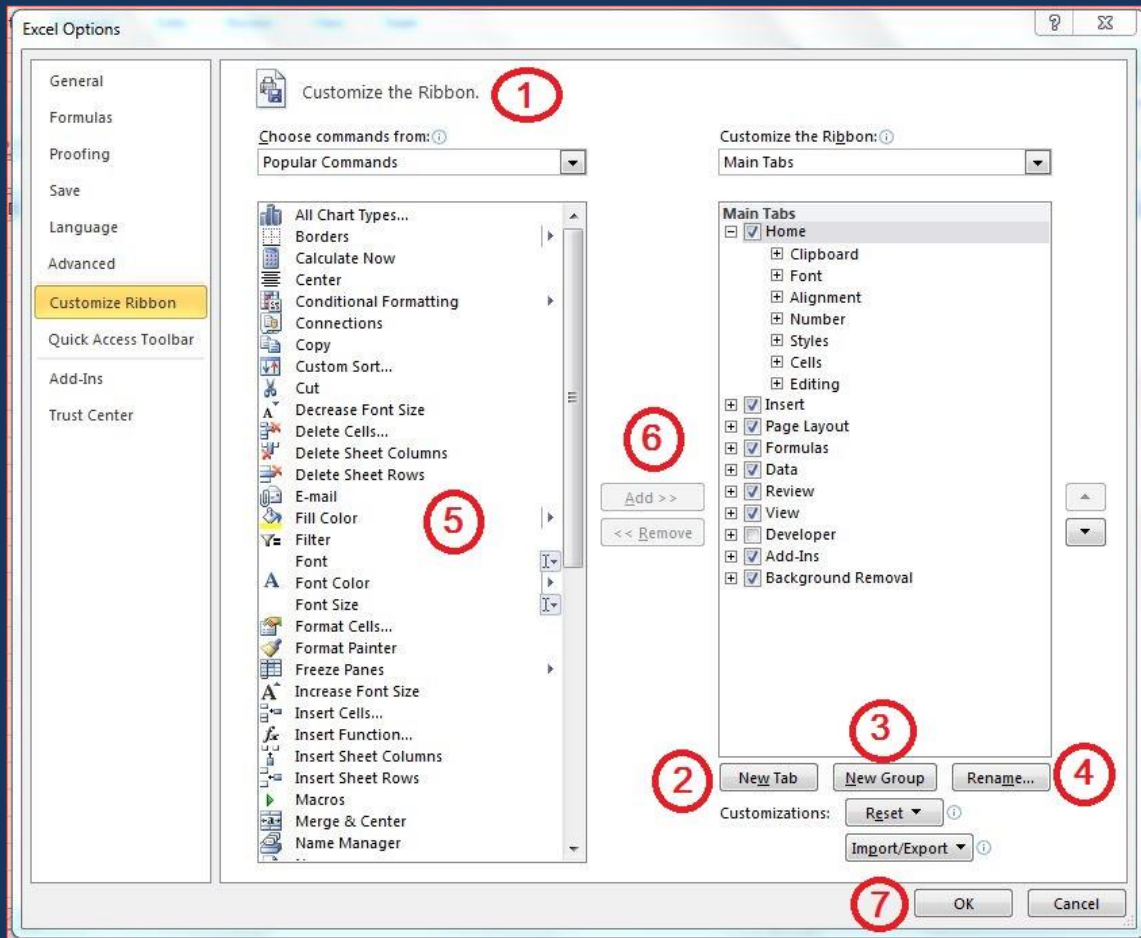 Excel Options
General
Formulas
Proofing
Save
Language
Advanced
Customize Ribbon
Quick Access Toolbar
Add-Ins
Trust Center
Customize the Ribbon.
1
Choose commands from:
Popular Commands
All Chart Types...
Borders
Calculate Now
Center
Conditional Formatting
Connections
Copy
Custom Sort...
Cut
Decrease Font Size
Delete Cells...
Delete Sheet Columns
Delete Sheet Rows
E-mail
Fill Color
Filter
Font
Font Color
Font Size
Format Cells...
Format Painter
Freeze Panes
Increase Font Size
Insert Cells...
Insert Function...
Insert Sheet Columns
Insert Sheet Rows
Macros
Merge & Center
Name Manager
5
6
Add >>
<< Remove
Customize the Ribbon:
Main Tabs
Main Tabs
Home
Clipboard
Font
Alignment
Number
Styles
Cells
Editing
Insert
Page Layout
Formulas
Data
Review
View
Developer
Add-Ins
Background Removal
3
2 New Tab New Group Rename... 4
Customizations: Reset
Import/Export
7 OK Cancel